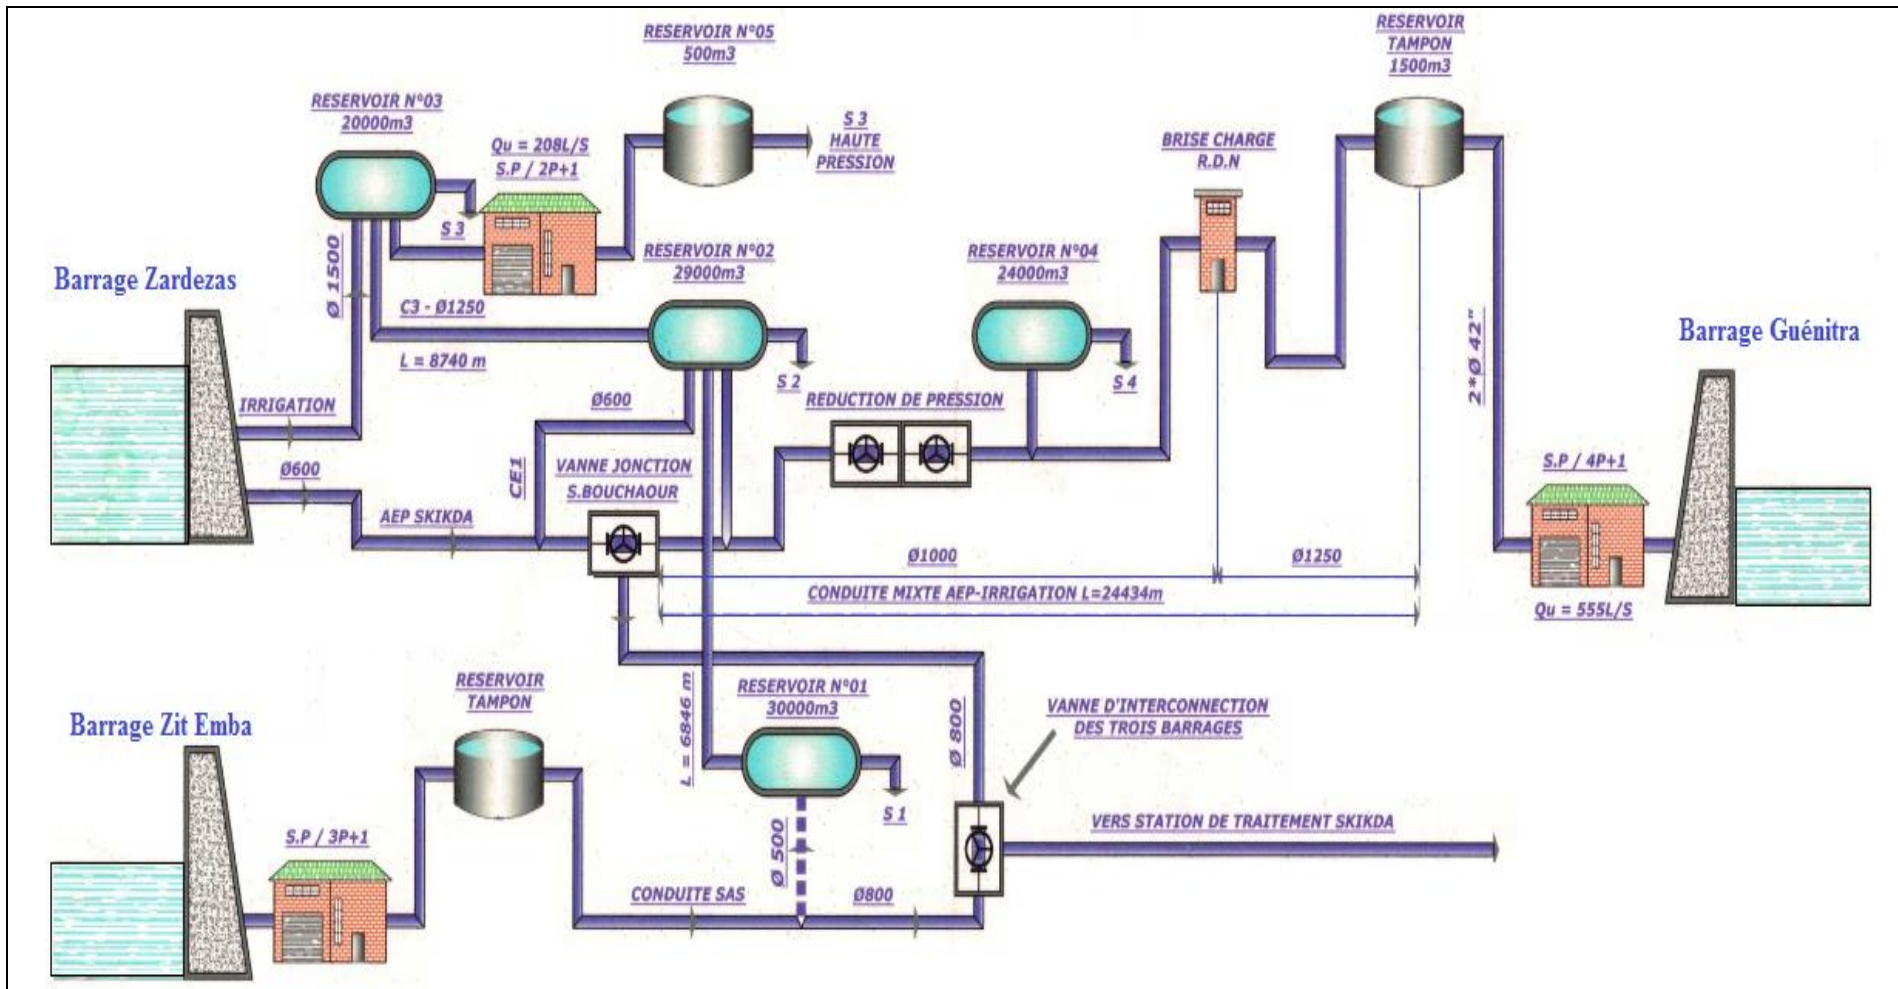 RESERVOIR N°05
500m3
RESERVOIR
TAMPON
1500m3
RESERVOIR N°03
20000m3
Qu = 208L/S
S.P / 2P+1
S 3
HAUTE
PRESSION
BRISE CHARGE
R.D.N
S 3
Ø 1500
RESERVOIR N°02
29000m3
RESERVOIR N°04
24000m3
Barrage Zardezas
C3 - Ø1250
L = 8740 m
Barrage Guénitra
2*Ø 42"
S 2
S 4
IRRIGATION
Ø600
REDUCTION DE PRESSION
Ø600
CE1
VANNE JONCTION
S.BOUCHAOUR
S.P / 4P+1
AEP SKIKDA
Ø1000
Ø1250
CONDUITE MIXTE AEP-IRRIGATION L=24434m
Qu = 555L/S
RESERVOIR
TAMPON
L = 6846 m
RESERVOIR N°01
30000m3
Ø 800
VANNE D'INTERCONNECTION
DES TROIS BARRAGES
Barrage Zit Emba
S 1
VERS STATION DE TRAITEMENT SKIKDA
S.P / 3P+1
Ø 500
CONDUITE SAS
Ø800